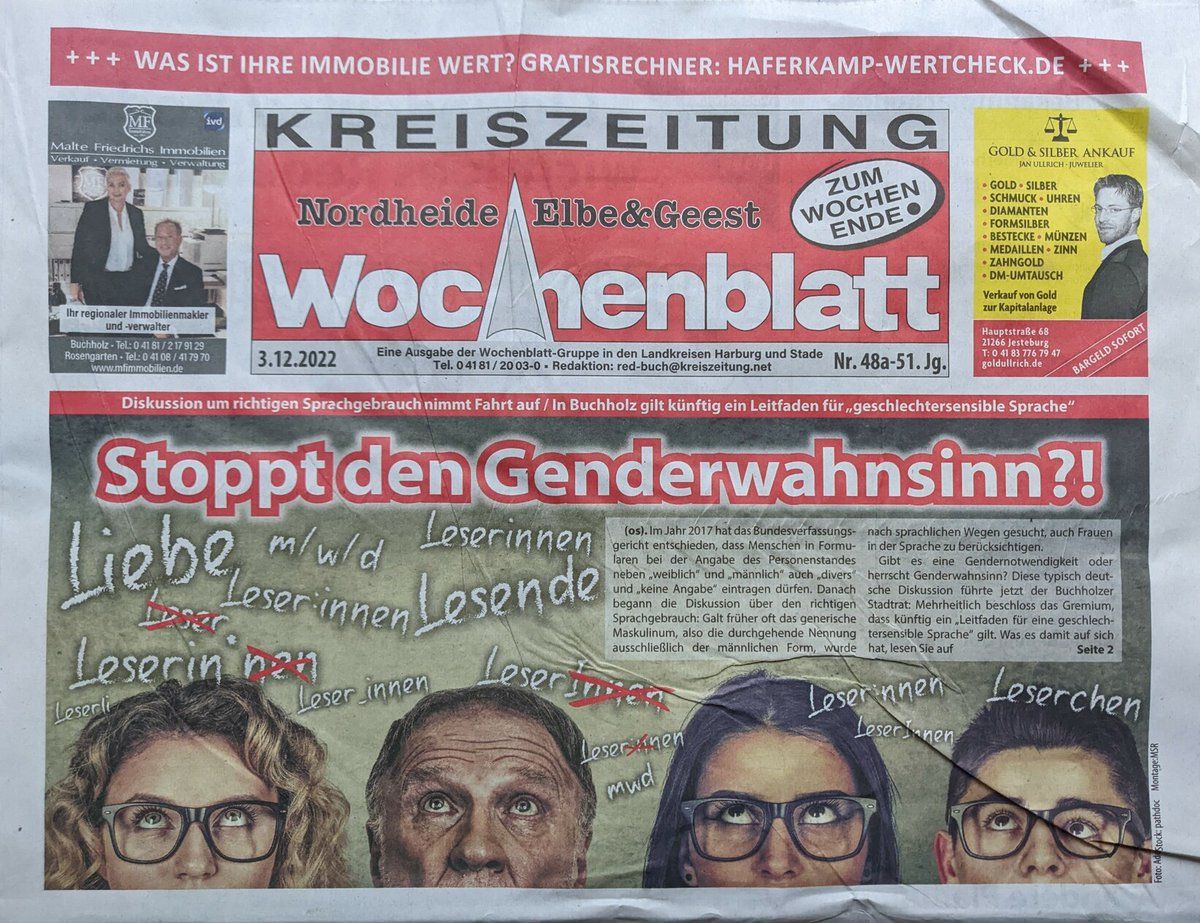 +++ WAS IST IHRE IMMOBILIE WERT? GRATISRECHNER: HAFERKAMP-WERTCHECK.DE +++
MF
ivd
Malte Friedrichs Immobilien
Verkauf • Vermietung • Verwaltung
Ihr regionaler Immobilienmakler
und -verwalter
Buchholz • Tel.: 0 41 81 / 2 17 91 29
Rosengarten • Tel.: 0 41 08 / 41 79 70
www.mfimmobilien.de
KREISZEITUNG
Nordheide Elbe&Geest
ZUM
WOCHEN
ENDE!
Wochenblatt
3.12.2022
Eine Ausgabe der Wochenblatt-Gruppe in den Landkreisen Harburg und Stade
Tel. 0 41 81 / 20 03-0 • Redaktion: red-buch@kreiszeitung.net
Nr. 48a-51. Jg.
GOLD & SILBER ANKAUF
JAN ULLRICH · JUWELIER
• GOLD • SILBER
• SCHMUCK • UHREN
• DIAMANTEN
• FORMSILBER
• BESTECKE • MÜNZEN
• MEDAILLEN • ZINN
• ZAHNGOLD
• DM-UMTAUSCH
Verkauf von Gold
zur Kapitalanlage
Hauptstraße 68
21266 Jesteburg
T: 0 41 83 776 79 47
goldullrich.de
BARGELD SOFORT
Diskussion um richtigen Sprachgebrauch nimmt Fahrt auf / In Buchholz gilt künftig ein Leitfaden für „geschlechtersensible Sprache“
Stoppt den Genderwahnsinn?!
Liebe
m/w/d
Leserinnen
Leser
Leser:innen
Lesende
Leserin*nen
Leserli
Leser_innen
LeserInnen
Leserinnen
mwd
Leser:innen
LeserInnen
Leserchen
(os). Im Jahr 2017 hat das Bundesverfassungs-
gericht entschieden, dass Menschen in Formu-
laren bei der Angabe des Personenstandes
neben „weiblich“ und „männlich“ auch „divers“
und „keine Angabe“ eintragen dürfen. Danach
begann die Diskussion über den richtigen
Sprachgebrauch: Galt früher oft das generische
Maskulinum, also die durchgehende Nennung
ausschließlich der männlichen Form, wurde
nach sprachlichen Wegen gesucht, auch Frauen
in der Sprache zu berücksichtigen.
Gibt es eine Gendernotwendigkeit oder
herrscht Genderwahnsinn? Diese typisch deut-
sche Diskussion führte jetzt der Buchholzer
Stadtrat: Mehrheitlich beschloss das Gremium,
dass künftig ein „Leitfaden für eine geschlech-
tersensible Sprache“ gilt. Was es damit auf sich
hat, lesen Sie auf Seite 2
Foto: AdobeStock: pathdoc Montage:MSR